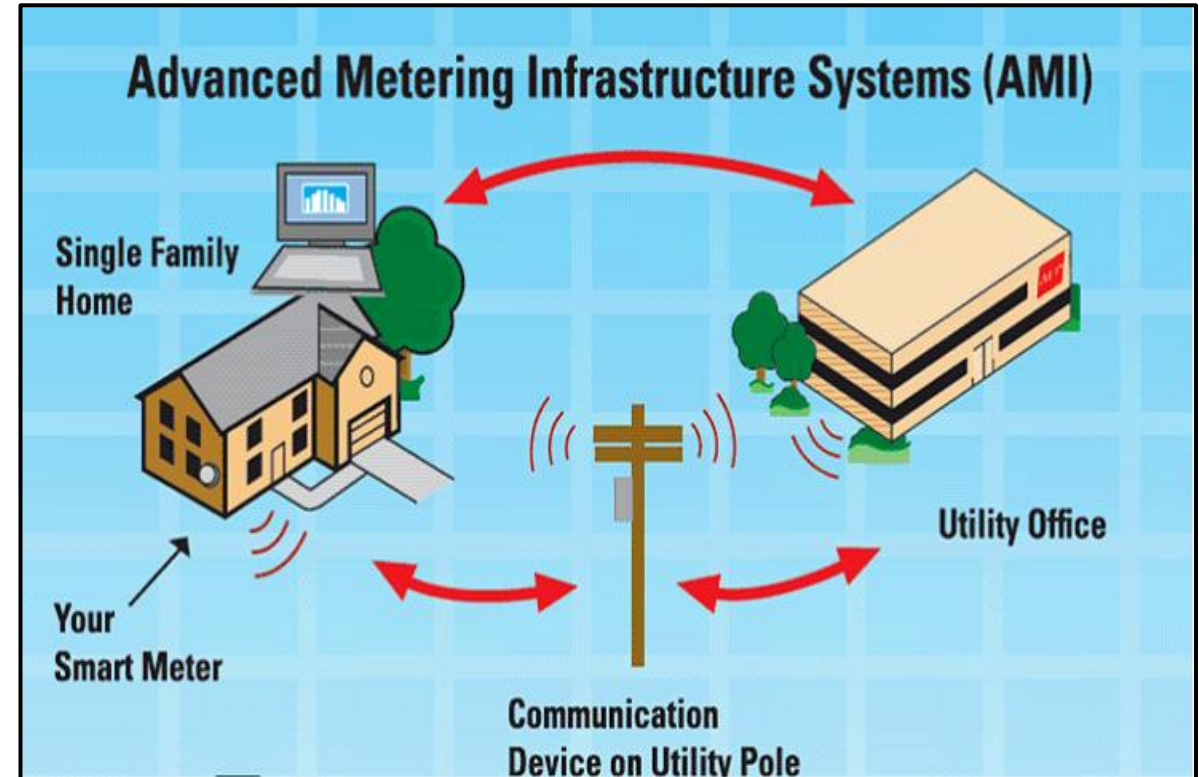 Advanced Metering Infrastructure Systems (AMI)
Single Family
Home
Utility Office
Your
Smart Meter
Communication
Device on Utility Pole